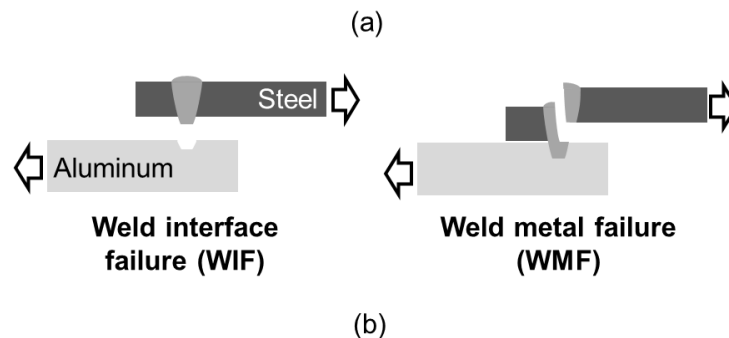 (a)
Steel
Aluminum
Weld interface
failure (WIF)
Weld metal failure
(WMF)
(b)